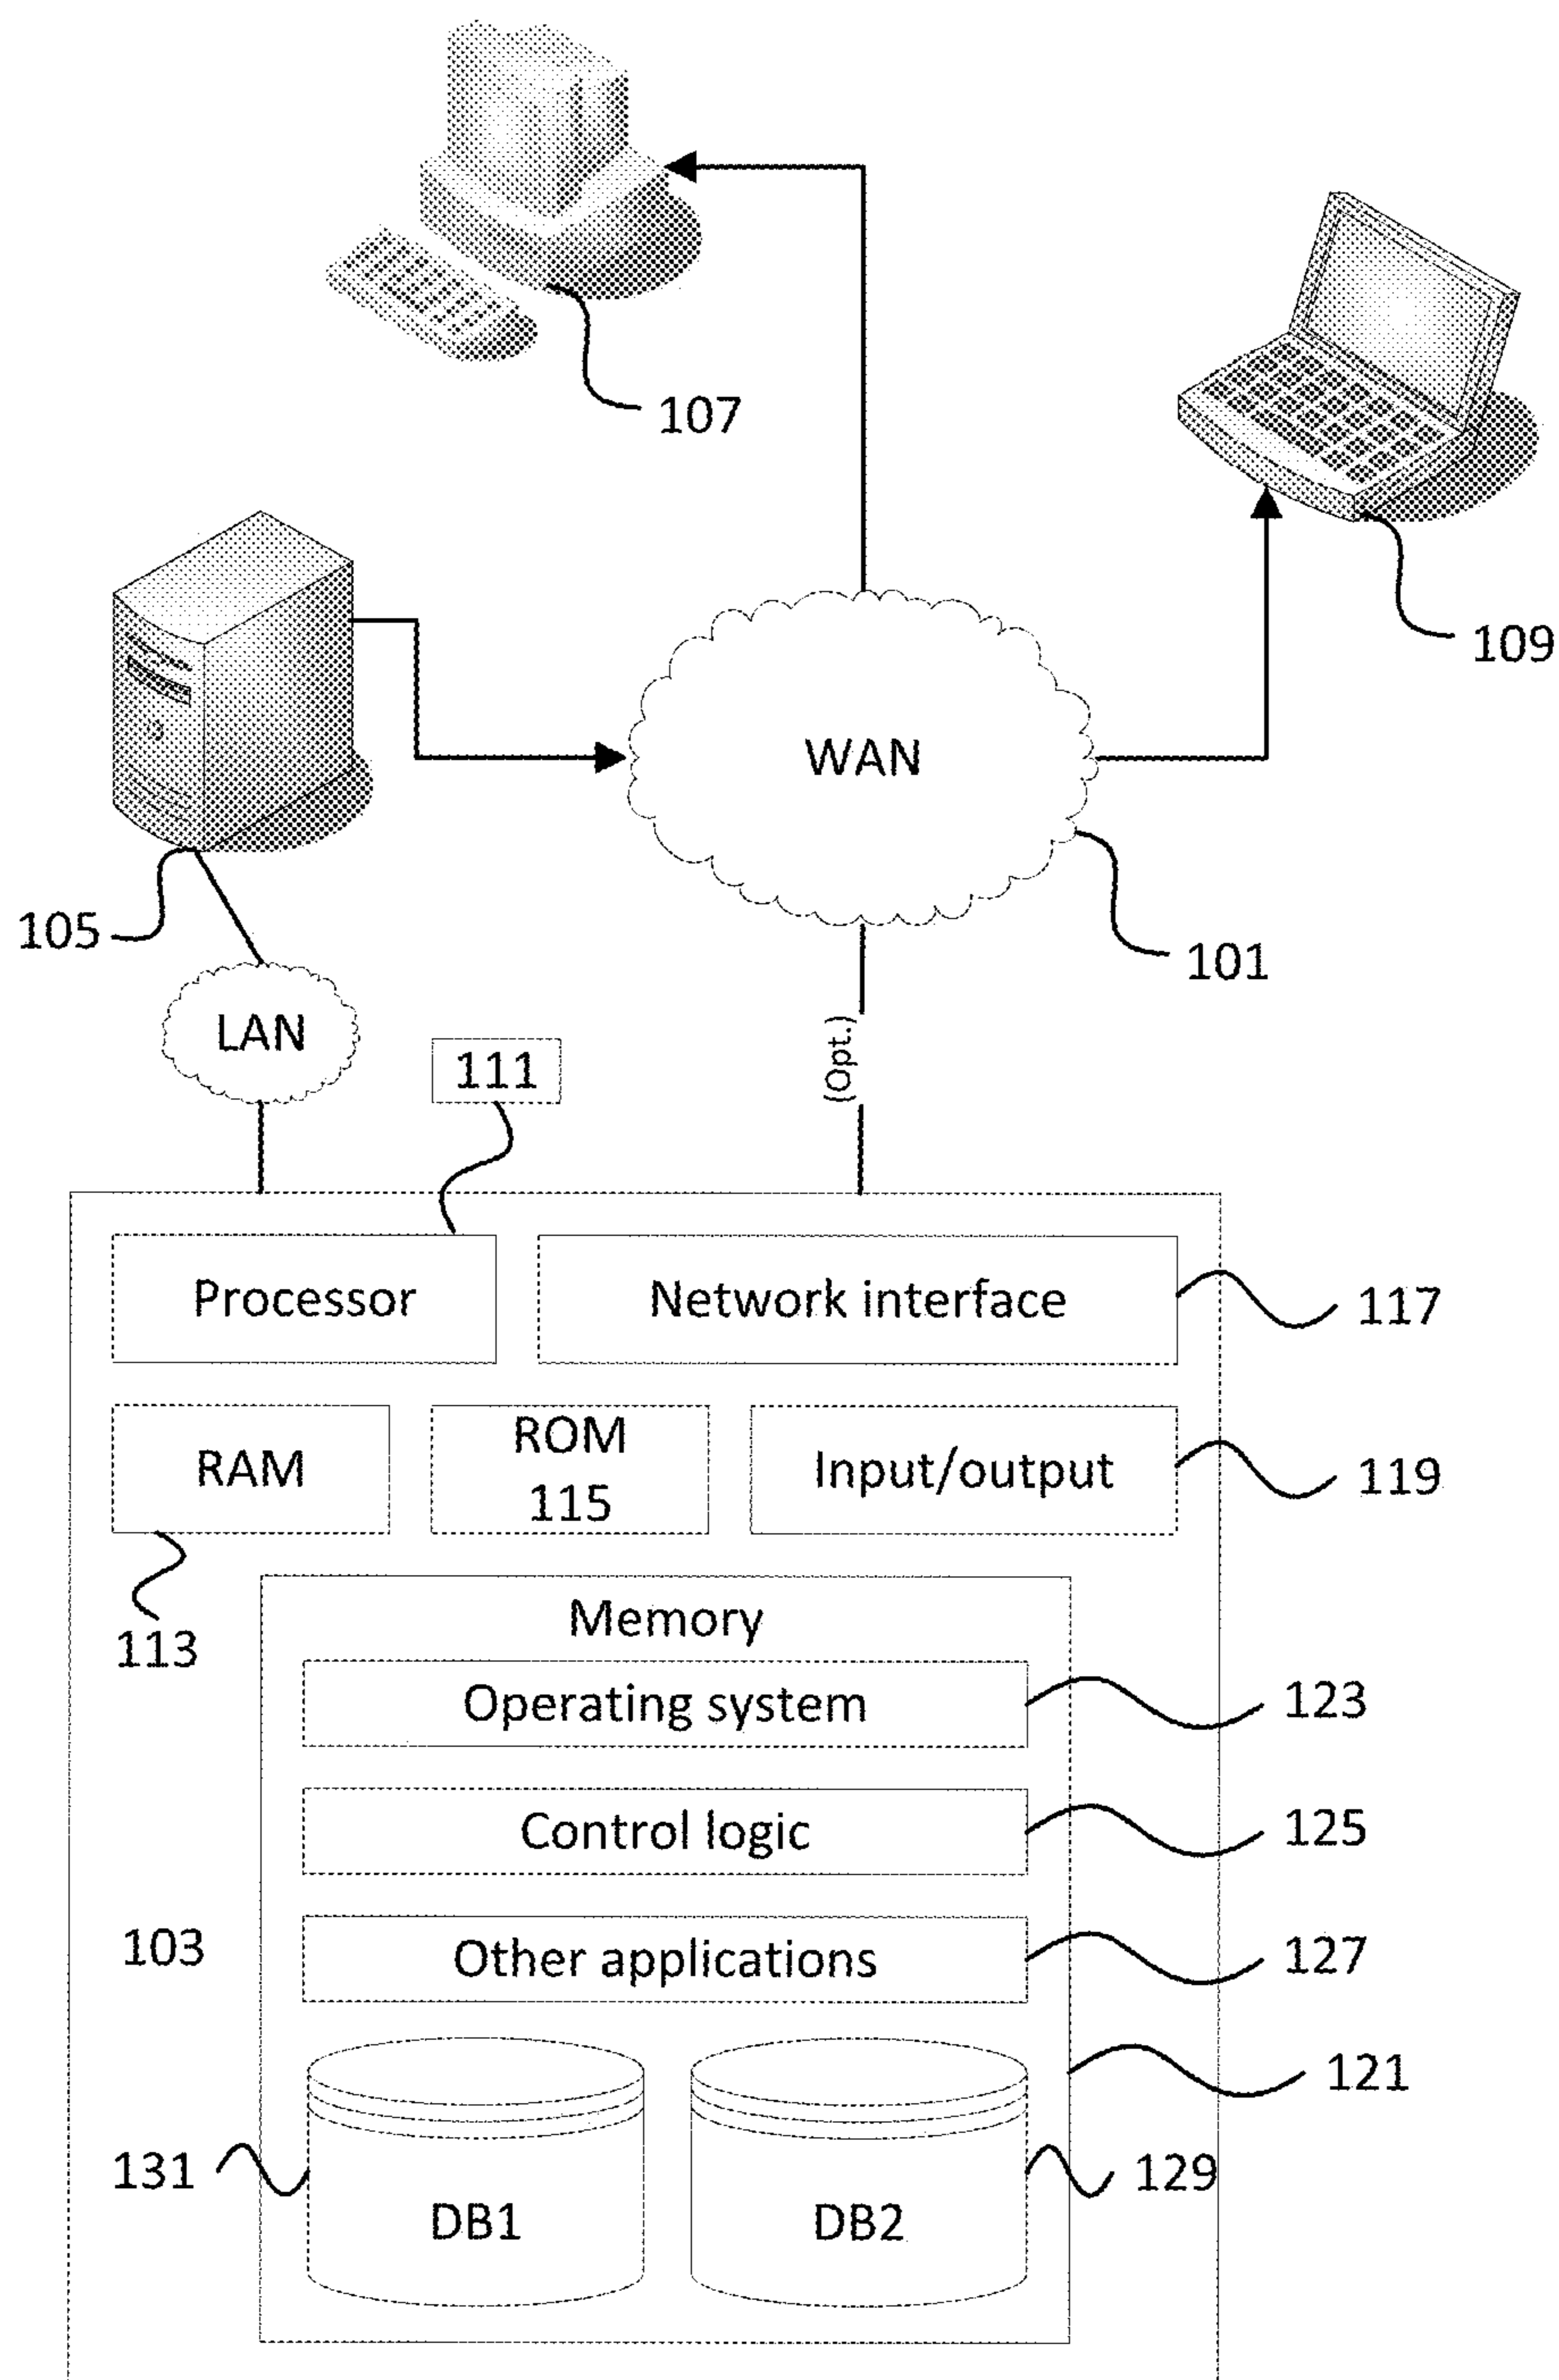 107
109
WAN
105
101
LAN
(Opt.)
111
Processor
Network interface
117
RAM
ROM
115
Input/output
119
113
Memory
Operating system
123
Control logic
125
103
Other applications
127
121
131
129
DB1
DB2